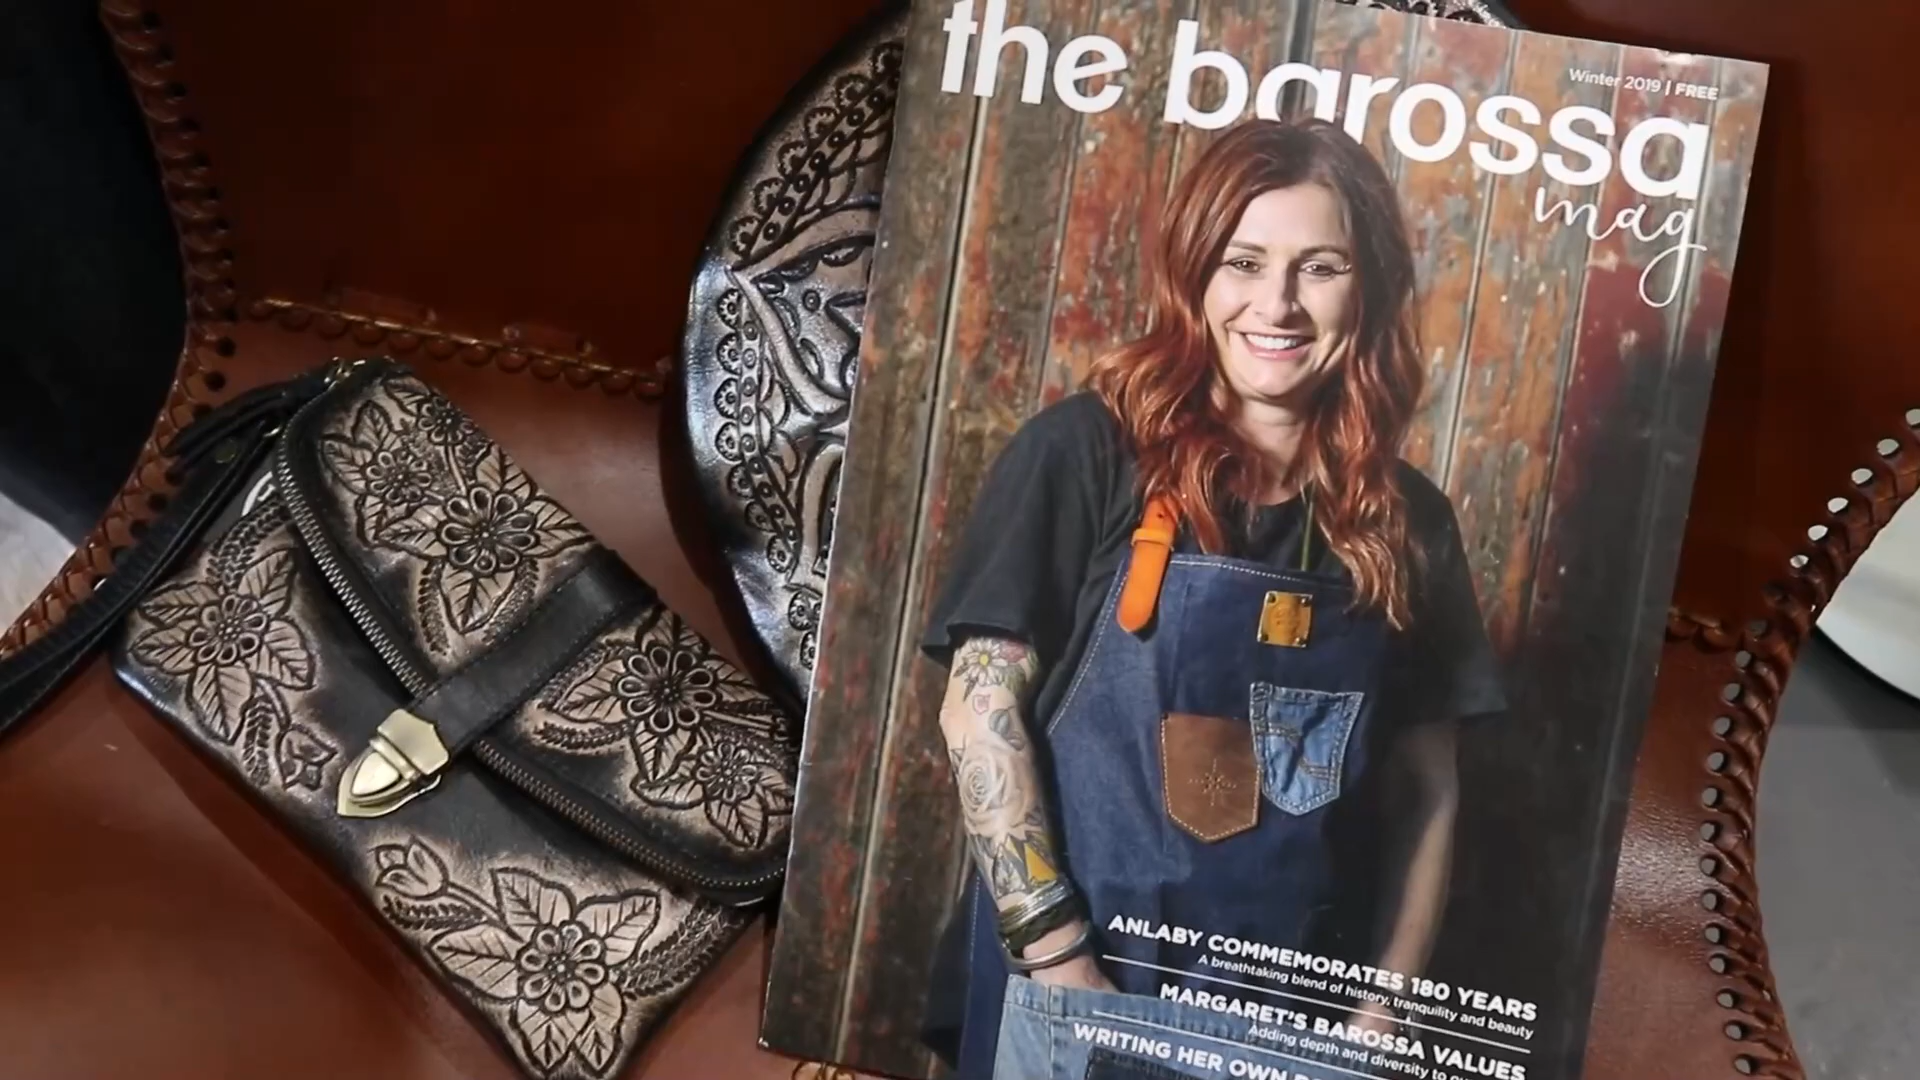 the barossa
Winter 2019 | FREE
mag
ANLABY COMMEMORATES 180 YEARS
A breathtaking blend of history, tranquility and beauty
MARGARET'S BAROSSA VALUES
Adding depth and diversity to
WRITING HER OWN